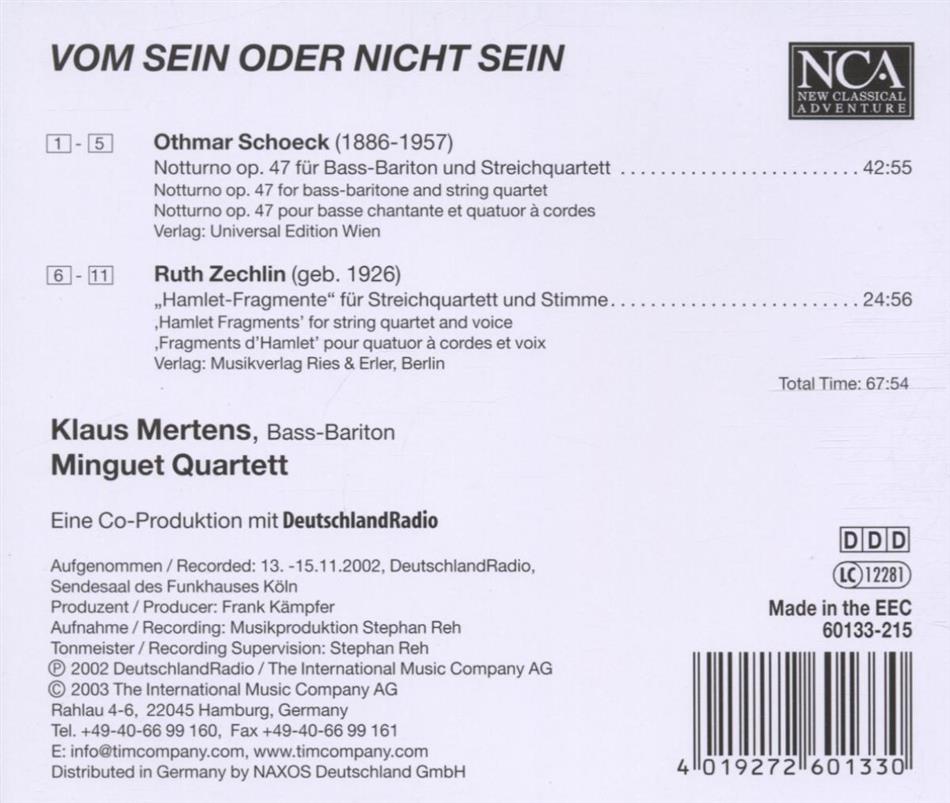 VOM SEIN ODER NICHT SEIN
NCA
NEW CLASSICAL
ADVENTURE
1 - 5 Othmar Schoeck (1886-1957)
Notturno op. 47 für Bass-Bariton und Streichquartett ........................ 42:55
Notturno op. 47 for bass-baritone and string quartet
Notturno op. 47 pour basse chantante et quatuor à cordes
Verlag: Universal Edition Wien
6 - 11 Ruth Zechlin (geb. 1926)
„Hamlet-Fragmente“ für Streichquartett und Stimme......................... 24:56
‚Hamlet Fragments’ for string quartet and voice
‚Fragments d’Hamlet’ pour quatuor à cordes et voix
Verlag: Musikverlag Ries & Erler, Berlin
Total Time: 67:54
Klaus Mertens, Bass-Bariton
Minguet Quartett
Eine Co-Produktion mit DeutschlandRadio
Aufgenommen / Recorded: 13. -15.11.2002, DeutschlandRadio,
Sendesaal des Funkhauses Köln
Produzent / Producer: Frank Kämpfer
Aufnahme / Recording: Musikproduktion Stephan Reh
Tonmeister / Recording Supervision: Stephan Reh
Ⓟ 2002 DeutschlandRadio / The International Music Company AG
© 2003 The International Music Company AG
Rahlau 4-6, 22045 Hamburg, Germany
Tel. +49-40-66 99 160, Fax +49-40-66 99 161
E: info@timcompany.com, www.timcompany.com
Distributed in Germany by NAXOS Deutschland GmbH
DDD
LC 12281
Made in the EEC
60133-215
4 019272 601330